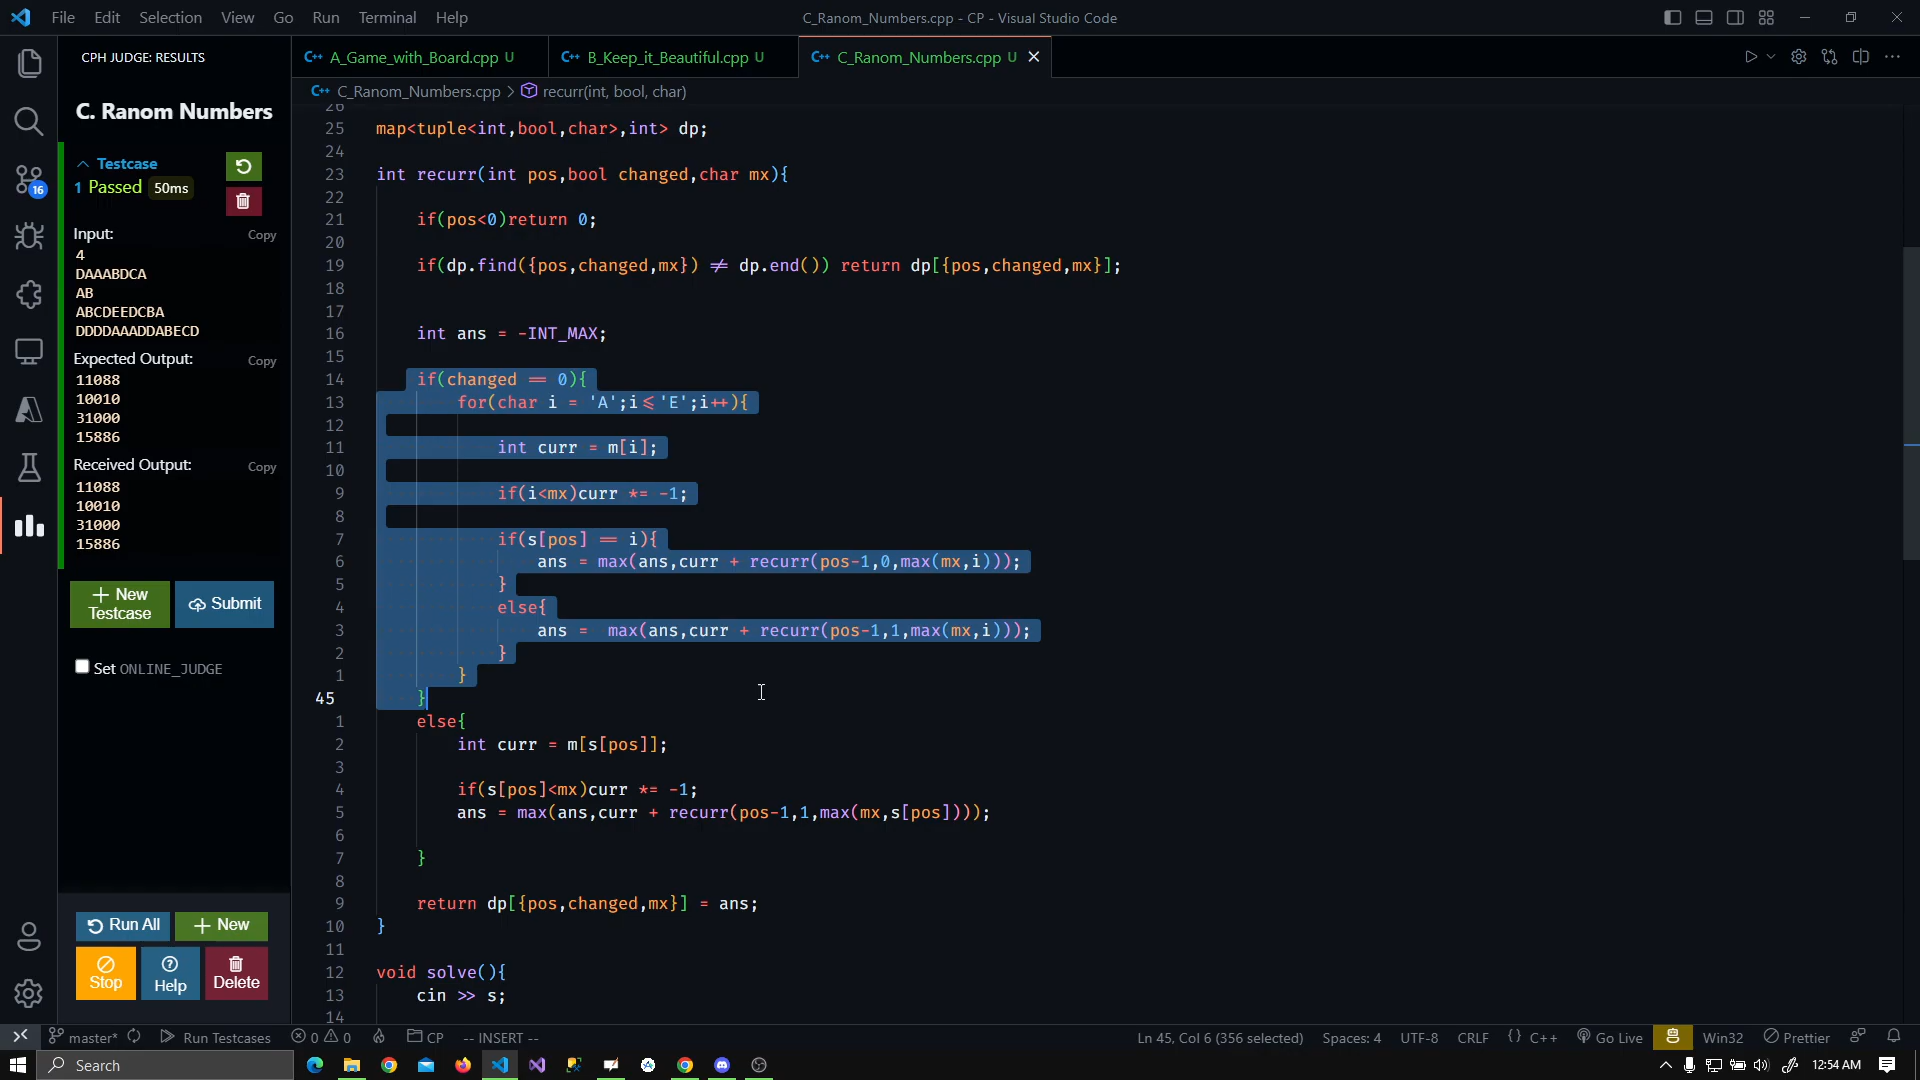 File Edit Selection View Go Run Terminal Help
C_Ranom_Numbers.cpp - CP - Visual Studio Code
CPH JUDGE: RESULTS
C++ A_Game_with_Board.cpp U
C++ B_Keep_it_Beautiful.cpp U
C++ C_Ranom_Numbers.cpp U
C++ C_Ranom_Numbers.cpp > recurr(int, bool, char)
C. Ranom Numbers
Testcase
1 Passed 50ms
Input: Copy
4
DAAABDCA
AB
ABCDEEDCBA
DDDDAAADDABECD
Expected Output: Copy
11088
10010
31000
15886
Received Output: Copy
11088
10010
31000
15886
+ New Testcase
Submit
Set ONLINE_JUDGE
Run All
+ New
Stop
Help
Delete
16
26
25 map<tuple<int,bool,char>,int> dp;
24
23 int recurr(int pos,bool changed,char mx){
22
21 if(pos<0)return 0;
20
19 if(dp.find({pos,changed,mx}) ≠ dp.end()) return dp[{pos,changed,mx}];
18
17
16 int ans = -INT_MAX;
15
14 if(changed == 0){
13 for(char i = 'A';i≤'E';i++){
12
11 int curr = m[i];
10
9 if(i<mx)curr *= -1;
8
7 if(s[pos] == i){
6 ans = max(ans,curr + recurr(pos-1,0,max(mx,i)));
5 }
4 else{
3 ans =  max(ans,curr + recurr(pos-1,1,max(mx,i)));
2 }
1 }
45 }
1 else{
2 int curr = m[s[pos]];
3
4 if(s[pos]<mx)curr *= -1;
5 ans = max(ans,curr + recurr(pos-1,1,max(mx,s[pos])));
6
7 }
8
9 return dp[{pos,changed,mx}] = ans;
10 }
11
12 void solve(){
13 cin >> s;
14
master* Run Testcases 0 0 CP -- INSERT --
Ln 45, Col 6 (356 selected) Spaces: 4 UTF-8 CRLF {} C++ Go Live Win32 Prettier
Search
12:54 AM